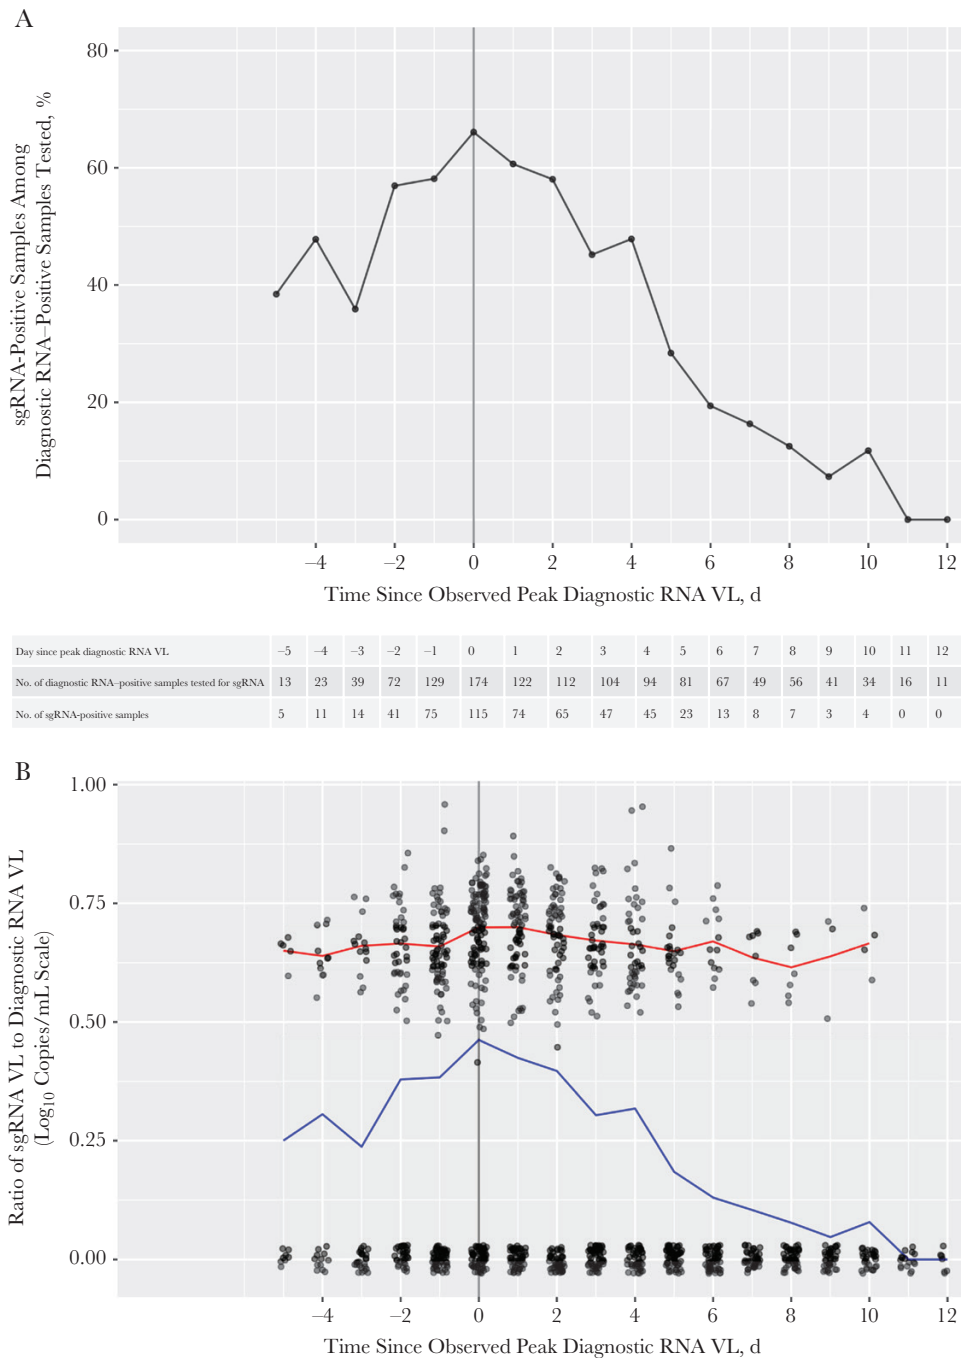 A
80
60
40
20
0
sgRNA-Positive Samples Among
Diagnostic RNA–Positive Samples Tested, %
–4 –2 0 2 4 6 8 10 12
Time Since Observed Peak Diagnostic RNA VL, d
Day since peak diagnostic RNA VL –5 –4 –3 –2 –1 0 1 2 3 4 5 6 7 8 9 10 11 12
No. of diagnostic RNA–positive samples tested for sgRNA 13 23 39 72 129 174 122 112 104 94 81 67 49 56 41 34 16 11
No. of sgRNA-positive samples 5 11 14 41 75 115 74 65 47 45 23 13 8 7 3 4 0 0
B
1.00
0.75
0.50
0.25
0.00
Ratio of sgRNA VL to Diagnostic RNA VL
(Log10 Copies/mL Scale)
–4 –2 0 2 4 6 8 10 12
Time Since Observed Peak Diagnostic RNA VL, d